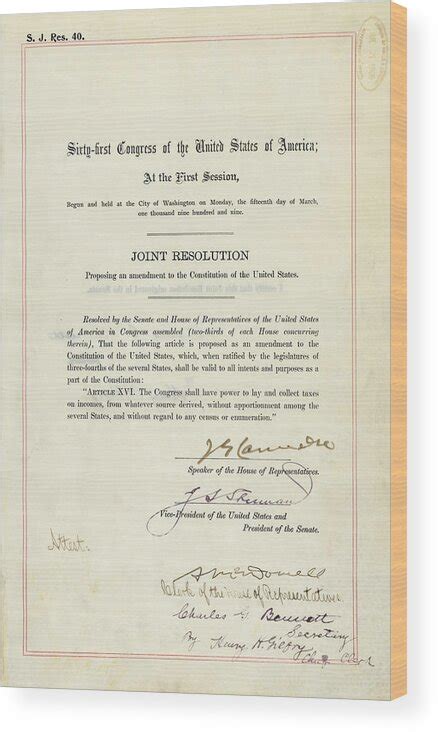 S. J. Res. 40.
Sixty-first Congress of the United States of America;
At the First Session,
Begun and held at the City of Washington on Monday, the fifteenth day of March,
one thousand nine hundred and nine.
JOINT RESOLUTION
Proposing an amendment to the Constitution of the United States.
Resolved by the Senate and House of Representatives of the United States
of America in Congress assembled (two-thirds of each House concurring
therein), That the following article is proposed as an amendment to the
Constitution of the United States, which, when ratified by the legislatures
of three-fourths of the several States, shall be valid to all intents and purposes as a
part of the Constitution:
"ARTICLE XVI. The Congress shall have power to lay and collect taxes
on incomes, from whatever source derived, without apportionment among the
several States, and without regard to any census or enumeration."
J G Cannon
Speaker of the House of Representatives.
J S Sherman
Vice-President of the United States and
President of the Senate.
Attest:
A McDowell
Clerk of the House of Representatives.
Charles G. Bennett
Secretary
By Henry H. Gilfry
Chief Clerk